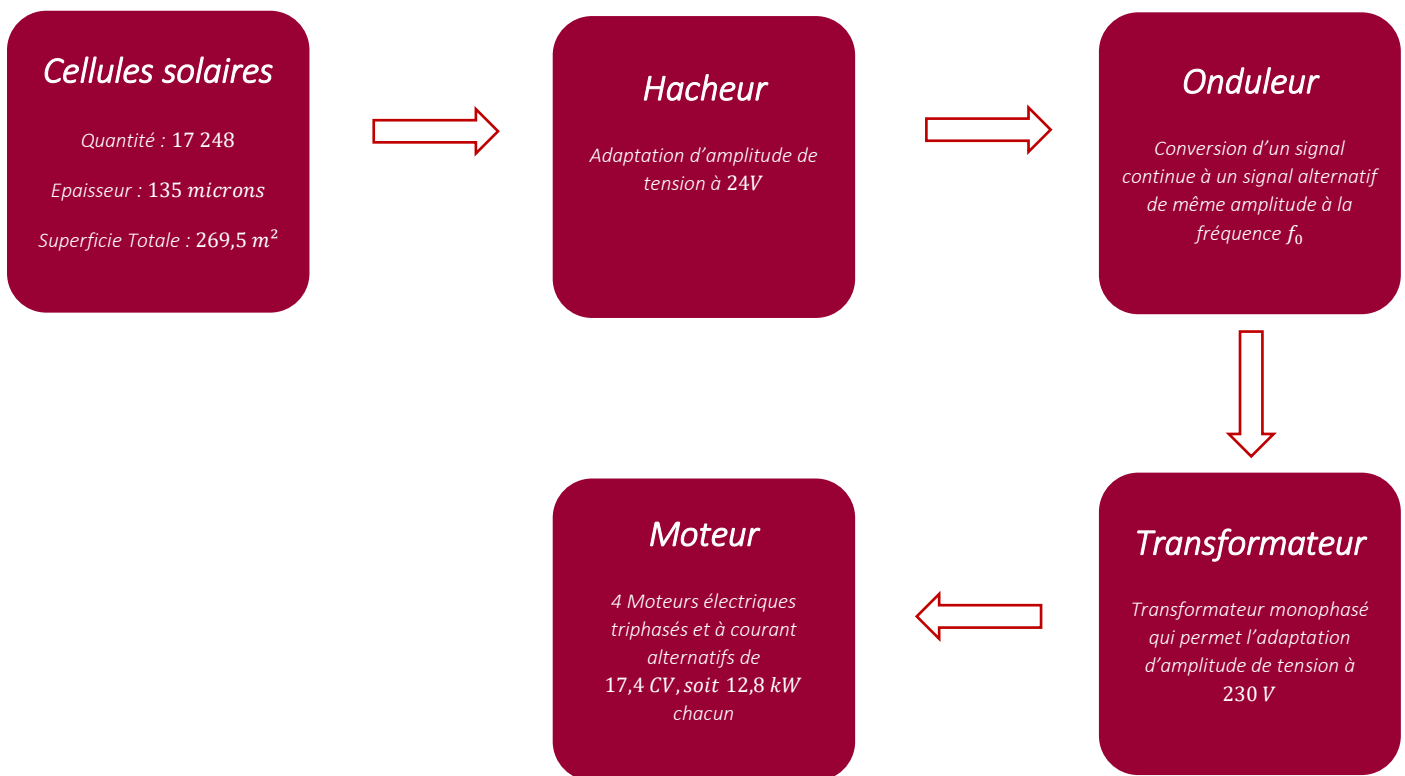 Cellules solaires
Quantité : 17 248
Epaisseur : 135 microns
Superficie Totale : 269,5 m²
Hacheur
Adaptation d’amplitude de
tension à 24V
Onduleur
Conversion d’un signal
continue à un signal alternatif
de même amplitude à la
fréquence f₀
Transformateur
Transformateur monophasé
qui permet l’adaptation
d’amplitude de tension à
230 V
Moteur
4 Moteurs électriques
triphasés et à courant
alternatifs de
17,4 CV, soit 12,8 kW
chacun